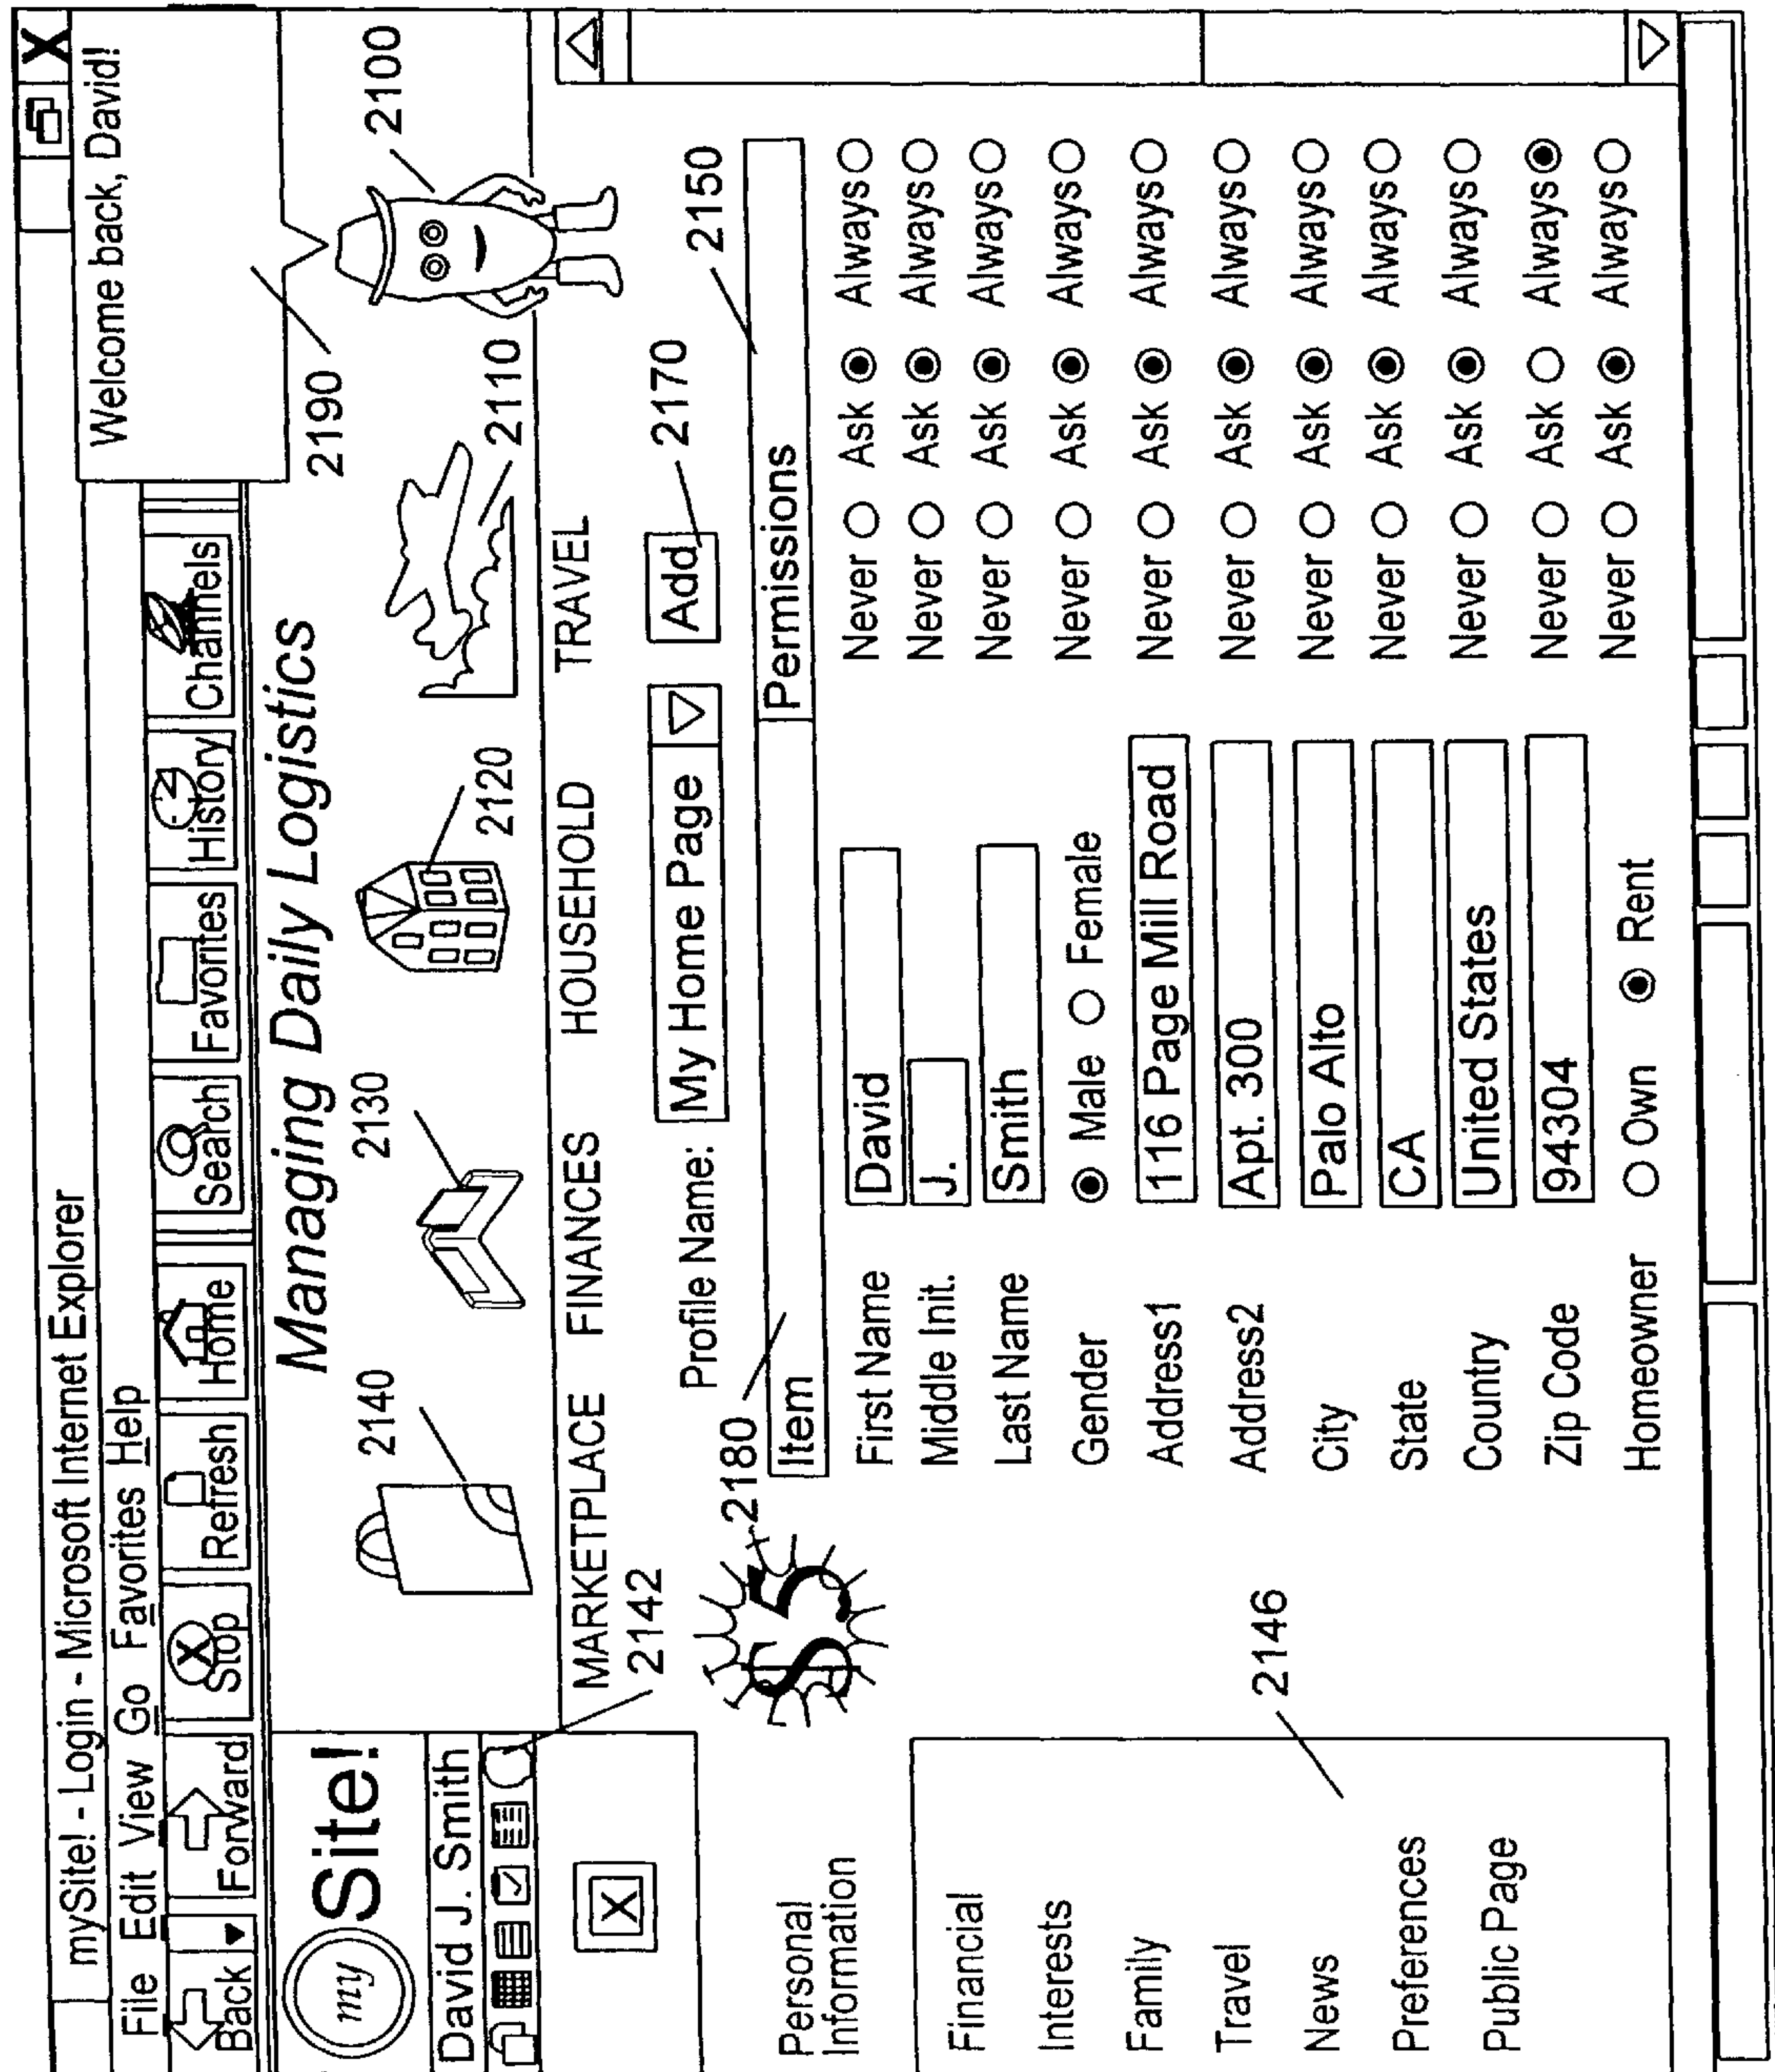 mySite! - Login - Microsoft Internet Explorer
File Edit View Go Favorites Help
Back Forward Stop Refresh Home Search Favorites History Channels
Welcome back, David!
my Site!
Managing Daily Logistics
2190
2100
David J. Smith
2140
2130
2120
2110
MARKETPLACE FINANCES HOUSEHOLD TRAVEL
2142
X
Profile Name: My Home Page Add 2170
$5
2180
2150
Item Permissions
Personal
Information
Financial
Interests
Family
Travel
News
Preferences
Public Page
2146
First Name David Never Ask Always
Middle Init. J. Never Ask Always
Last Name Smith Never Ask Always
Gender Male Female Never Ask Always
Address1 116 Page Mill Road Never Ask Always
Address2 Apt. 300 Never Ask Always
City Palo Alto Never Ask Always
State CA Never Ask Always
Country United States Never Ask Always
Zip Code 94304 Never Ask Always
Homeowner Own Rent Never Ask Always